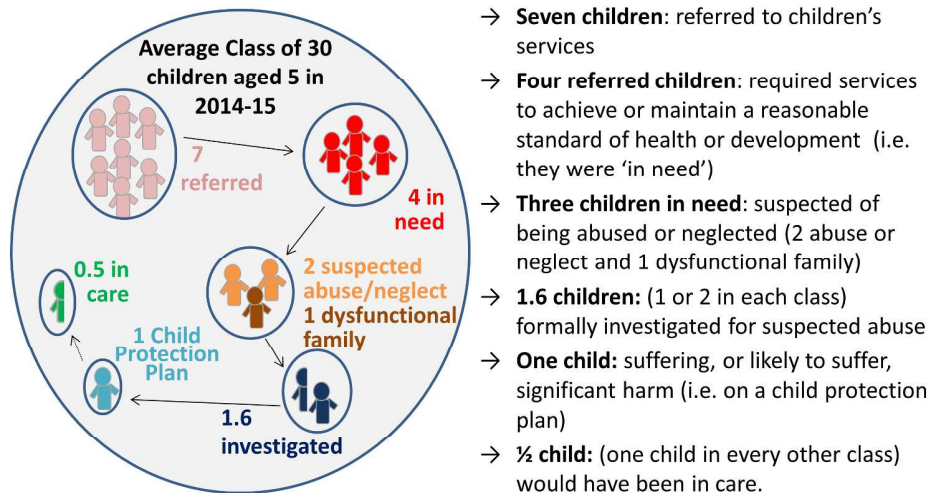 Average Class of 30
children aged 5 in
2014-15
7
referred
4 in
need
2 suspected
abuse/neglect
1 dysfunctional
family
1.6
investigated
1 Child
Protection
Plan
0.5 in
care
→ Seven children: referred to children’s
services
→ Four referred children: required services
to achieve or maintain a reasonable
standard of health or development (i.e.
they were ‘in need’)
→ Three children in need: suspected of
being abused or neglected (2 abuse or
neglect and 1 dysfunctional family)
→ 1.6 children: (1 or 2 in each class)
formally investigated for suspected abuse
→ One child: suffering, or likely to suffer,
significant harm (i.e. on a child protection
plan)
→ ½ child: (one child in every other class)
would have been in care.